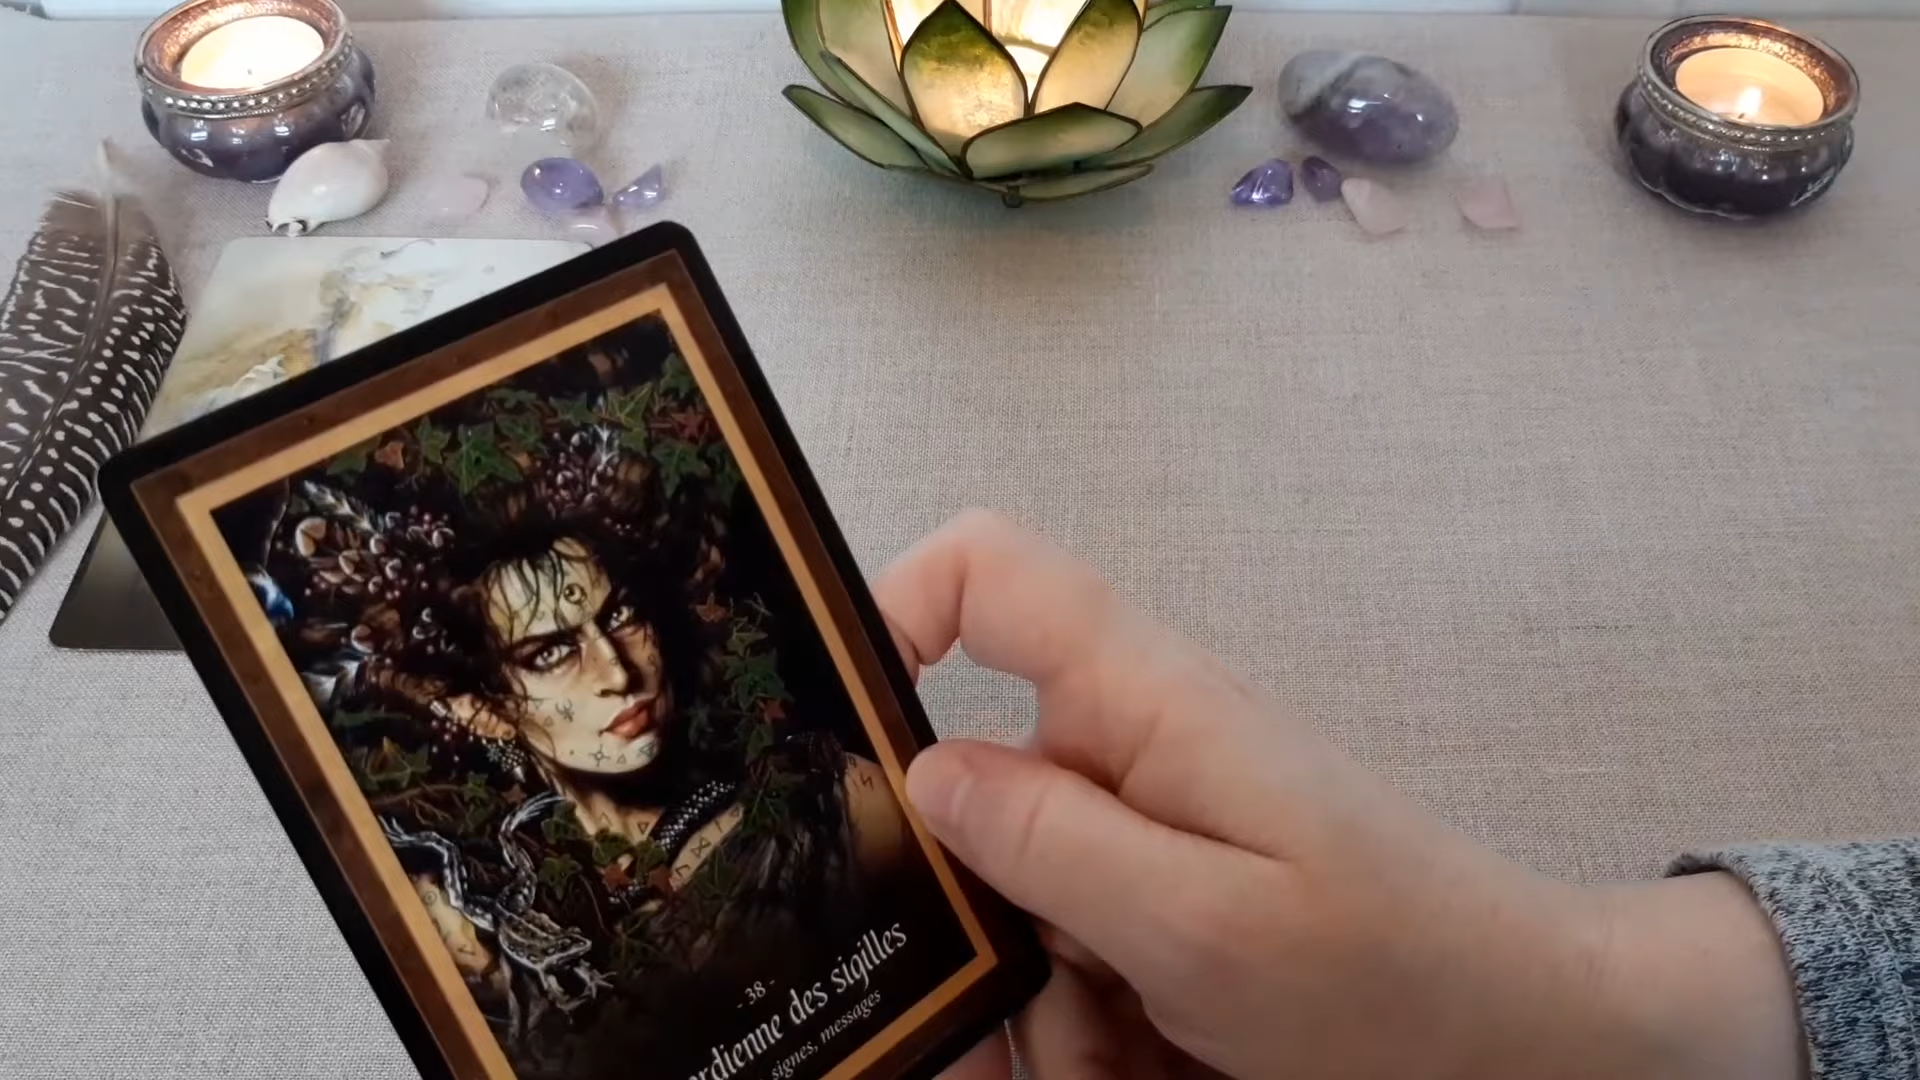 - 38 -
rdienne des sigilles
signes, messages